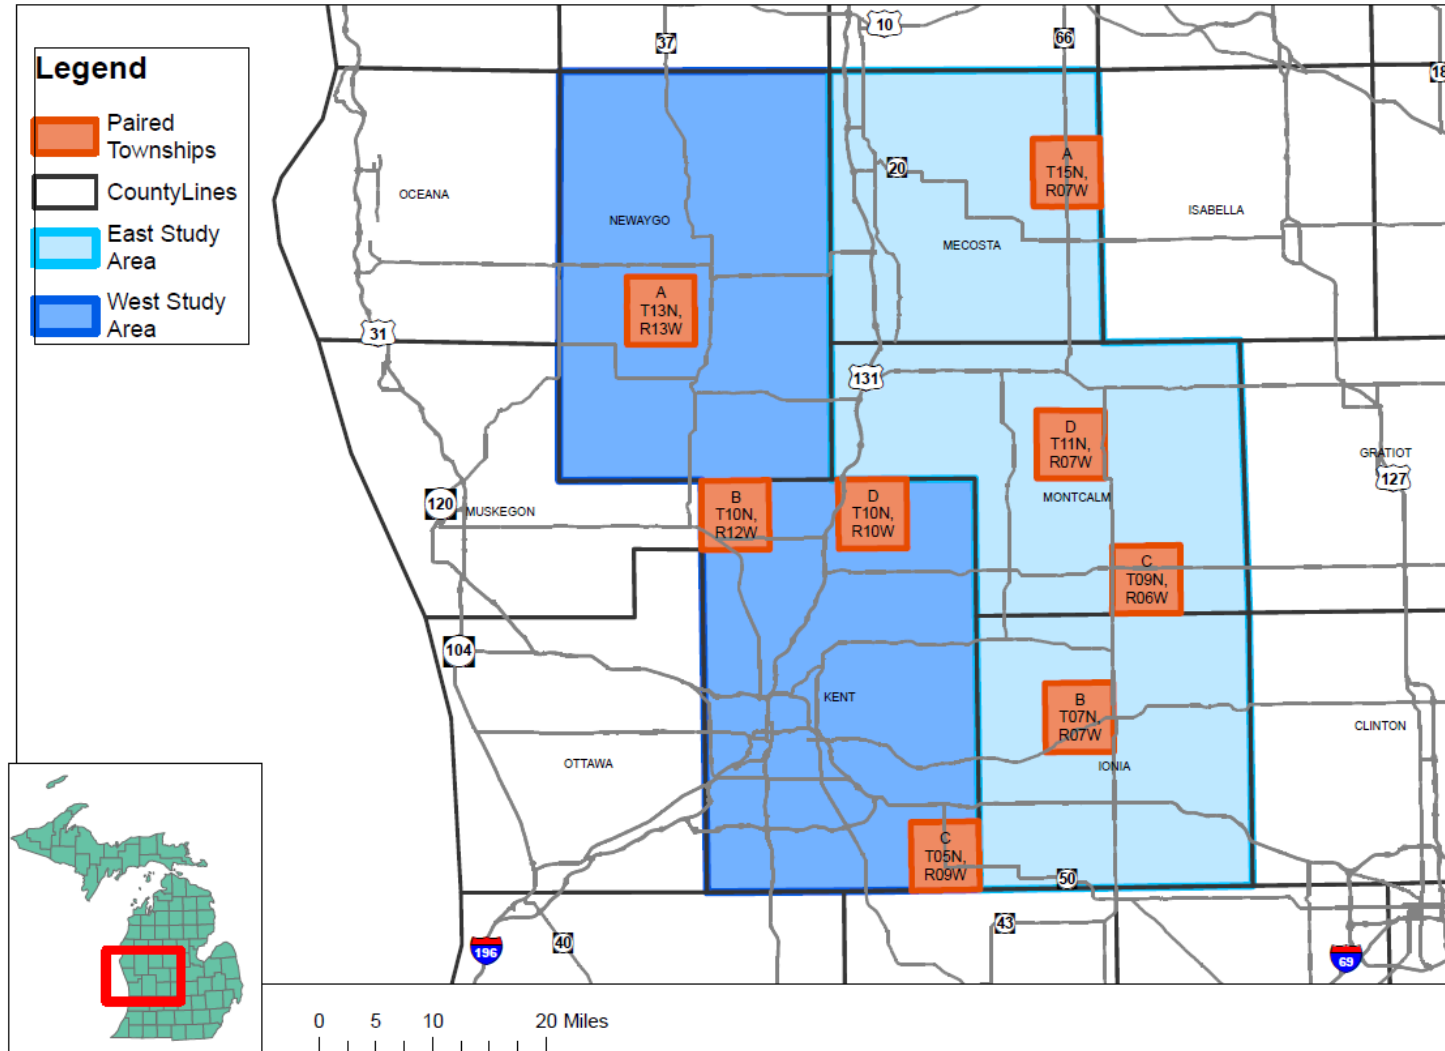 Legend
Paired
Townships
CountyLines
East Study
Area
West Study
Area
37
10
66
18
OCEANA
NEWAYGO
20
A
T15N,
R07W
MECOSTA
ISABELLA
A
T13N,
R13W
31
131
D
T11N,
R07W
MONTCALM
GRATIOT
127
120
MUSKEGON
B
T10N,
R12W
D
T10N,
R10W
C
T09N,
R06W
104
KENT
B
T07N,
R07W
IONIA
CLINTON
OTTAWA
C
T05N,
R09W
50
43
40
196
69
0 5 10 20 Miles